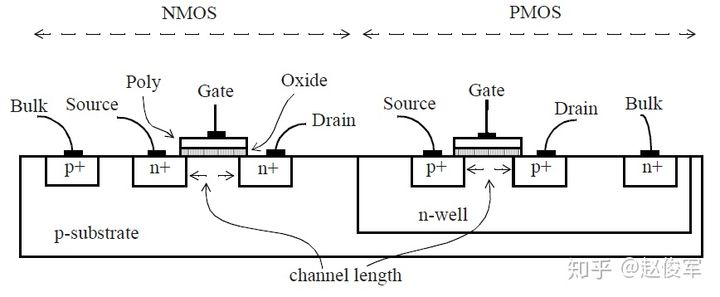 NMOS
PMOS
Poly
Gate
Oxide
Gate
Bulk
Source
Drain
Source
Drain
Bulk
p+
n+
n+
p+
p+
n+
n-well
p-substrate
channel length
知乎 @赵俊军